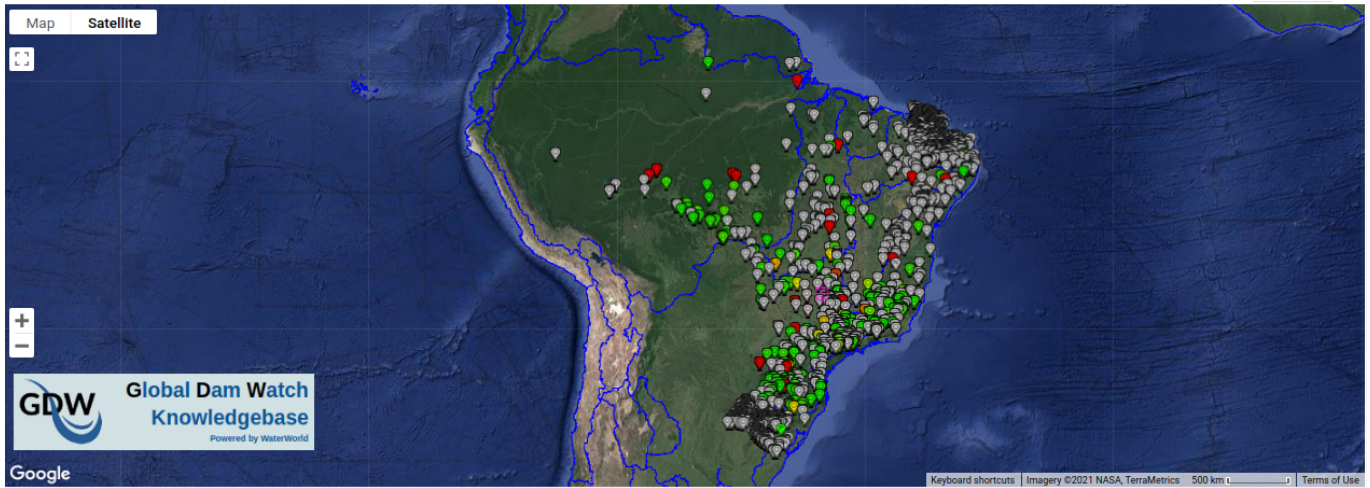 Map Satellite
GDW
Global Dam Watch
Knowledgebase
Powered by WaterWorld
Google
Keyboard shortcuts Imagery ©2021 NASA, TerraMetrics 500 km Terms of Use